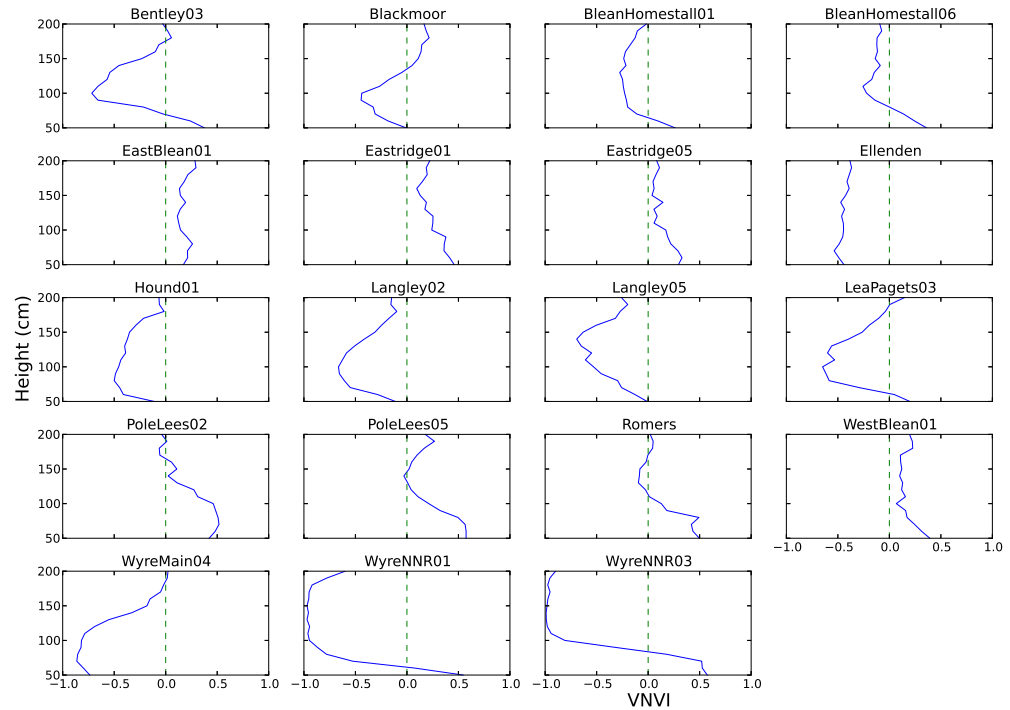 Bentley03 Blackmoor BleanHomestall01 BleanHomestall06
200
150
100
50
EastBlean01 Eastridge01 Eastridge05 Ellenden
200
150
100
50
Hound01 Langley02 Langley05 LeaPagets03
200
150
100
50
Height (cm)
PoleLees02 PoleLees05 Romers WestBlean01
200
150
100
50
−1.0 −0.5 0.0 0.5 1.0
WyreMain04 WyreNNR01 WyreNNR03
200
150
100
50
−1.0 −0.5 0.0 0.5 1.0 −1.0 −0.5 0.0 0.5 1.0 −1.0 −0.5 0.0 0.5 1.0
VNVI